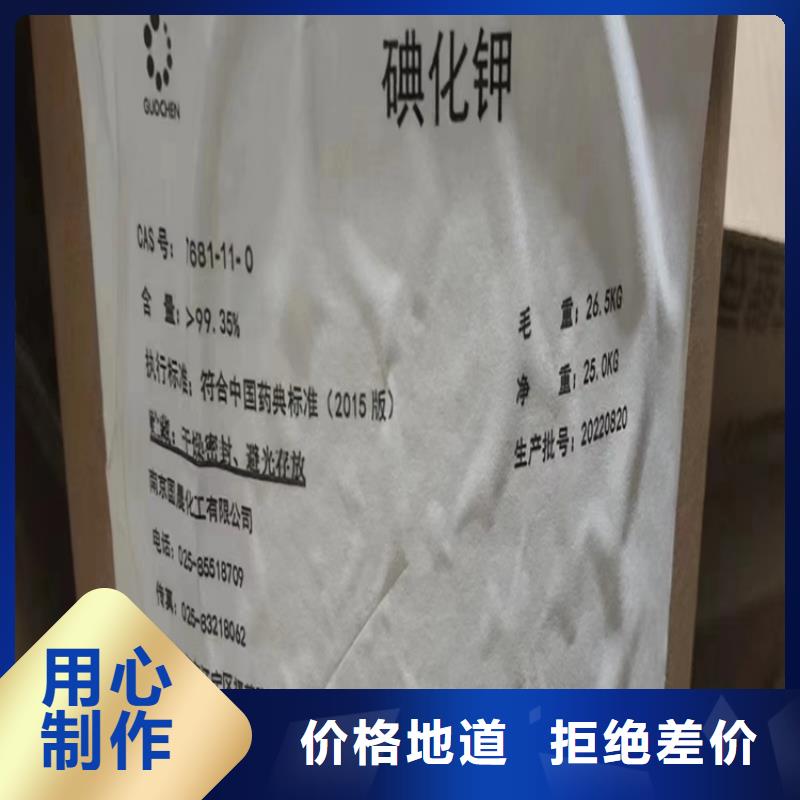 GUOCHEN
碘化钾
CAS号: 7681-11-0
含 量: >99.35%
执行标准: 符合中国药典标准 (2015版)
贮藏: 干燥密封、避光存放
南京国晨化工有限公司
电话: 025-85518709
传真: 025-83218062
毛 重: 26.5KG
净 重: 25.0KG
生产批号: 20220820
用心
制作
价格地道 拒绝差价